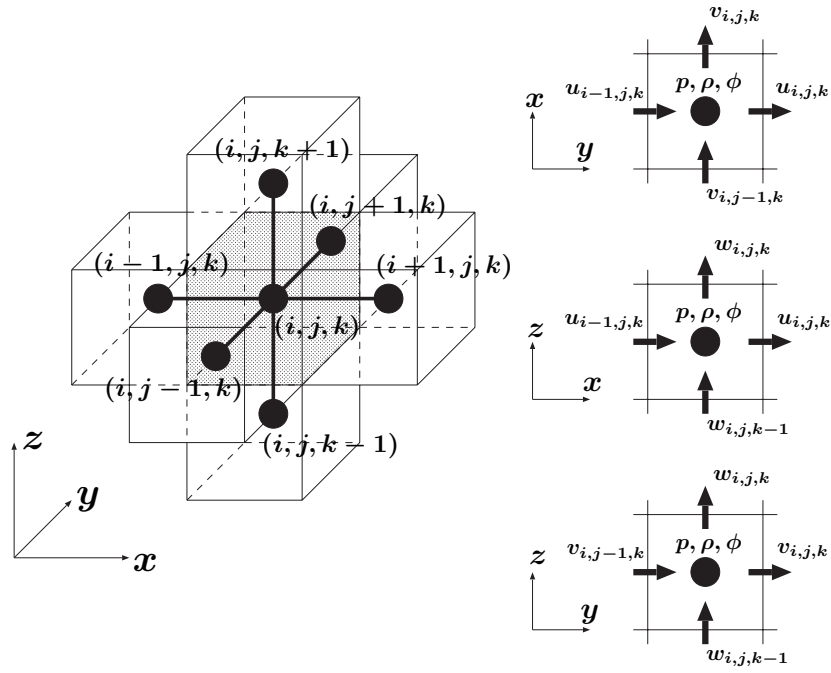 (i, j, k + 1)
(i, j + 1, k)
(i − 1, j, k)
(i + 1, j, k)
(i, j, k)
(i, j − 1, k)
(i, j, k − 1)
z
y
x
v_{i,j,k}
u_{i−1,j,k}
p, ρ, ϕ
u_{i,j,k}
x
y
v_{i,j−1,k}
w_{i,j,k}
u_{i−1,j,k}
p, ρ, ϕ
u_{i,j,k}
z
x
w_{i,j,k−1}
w_{i,j,k}
v_{i,j−1,k}
p, ρ, ϕ
v_{i,j,k}
z
y
w_{i,j,k−1}